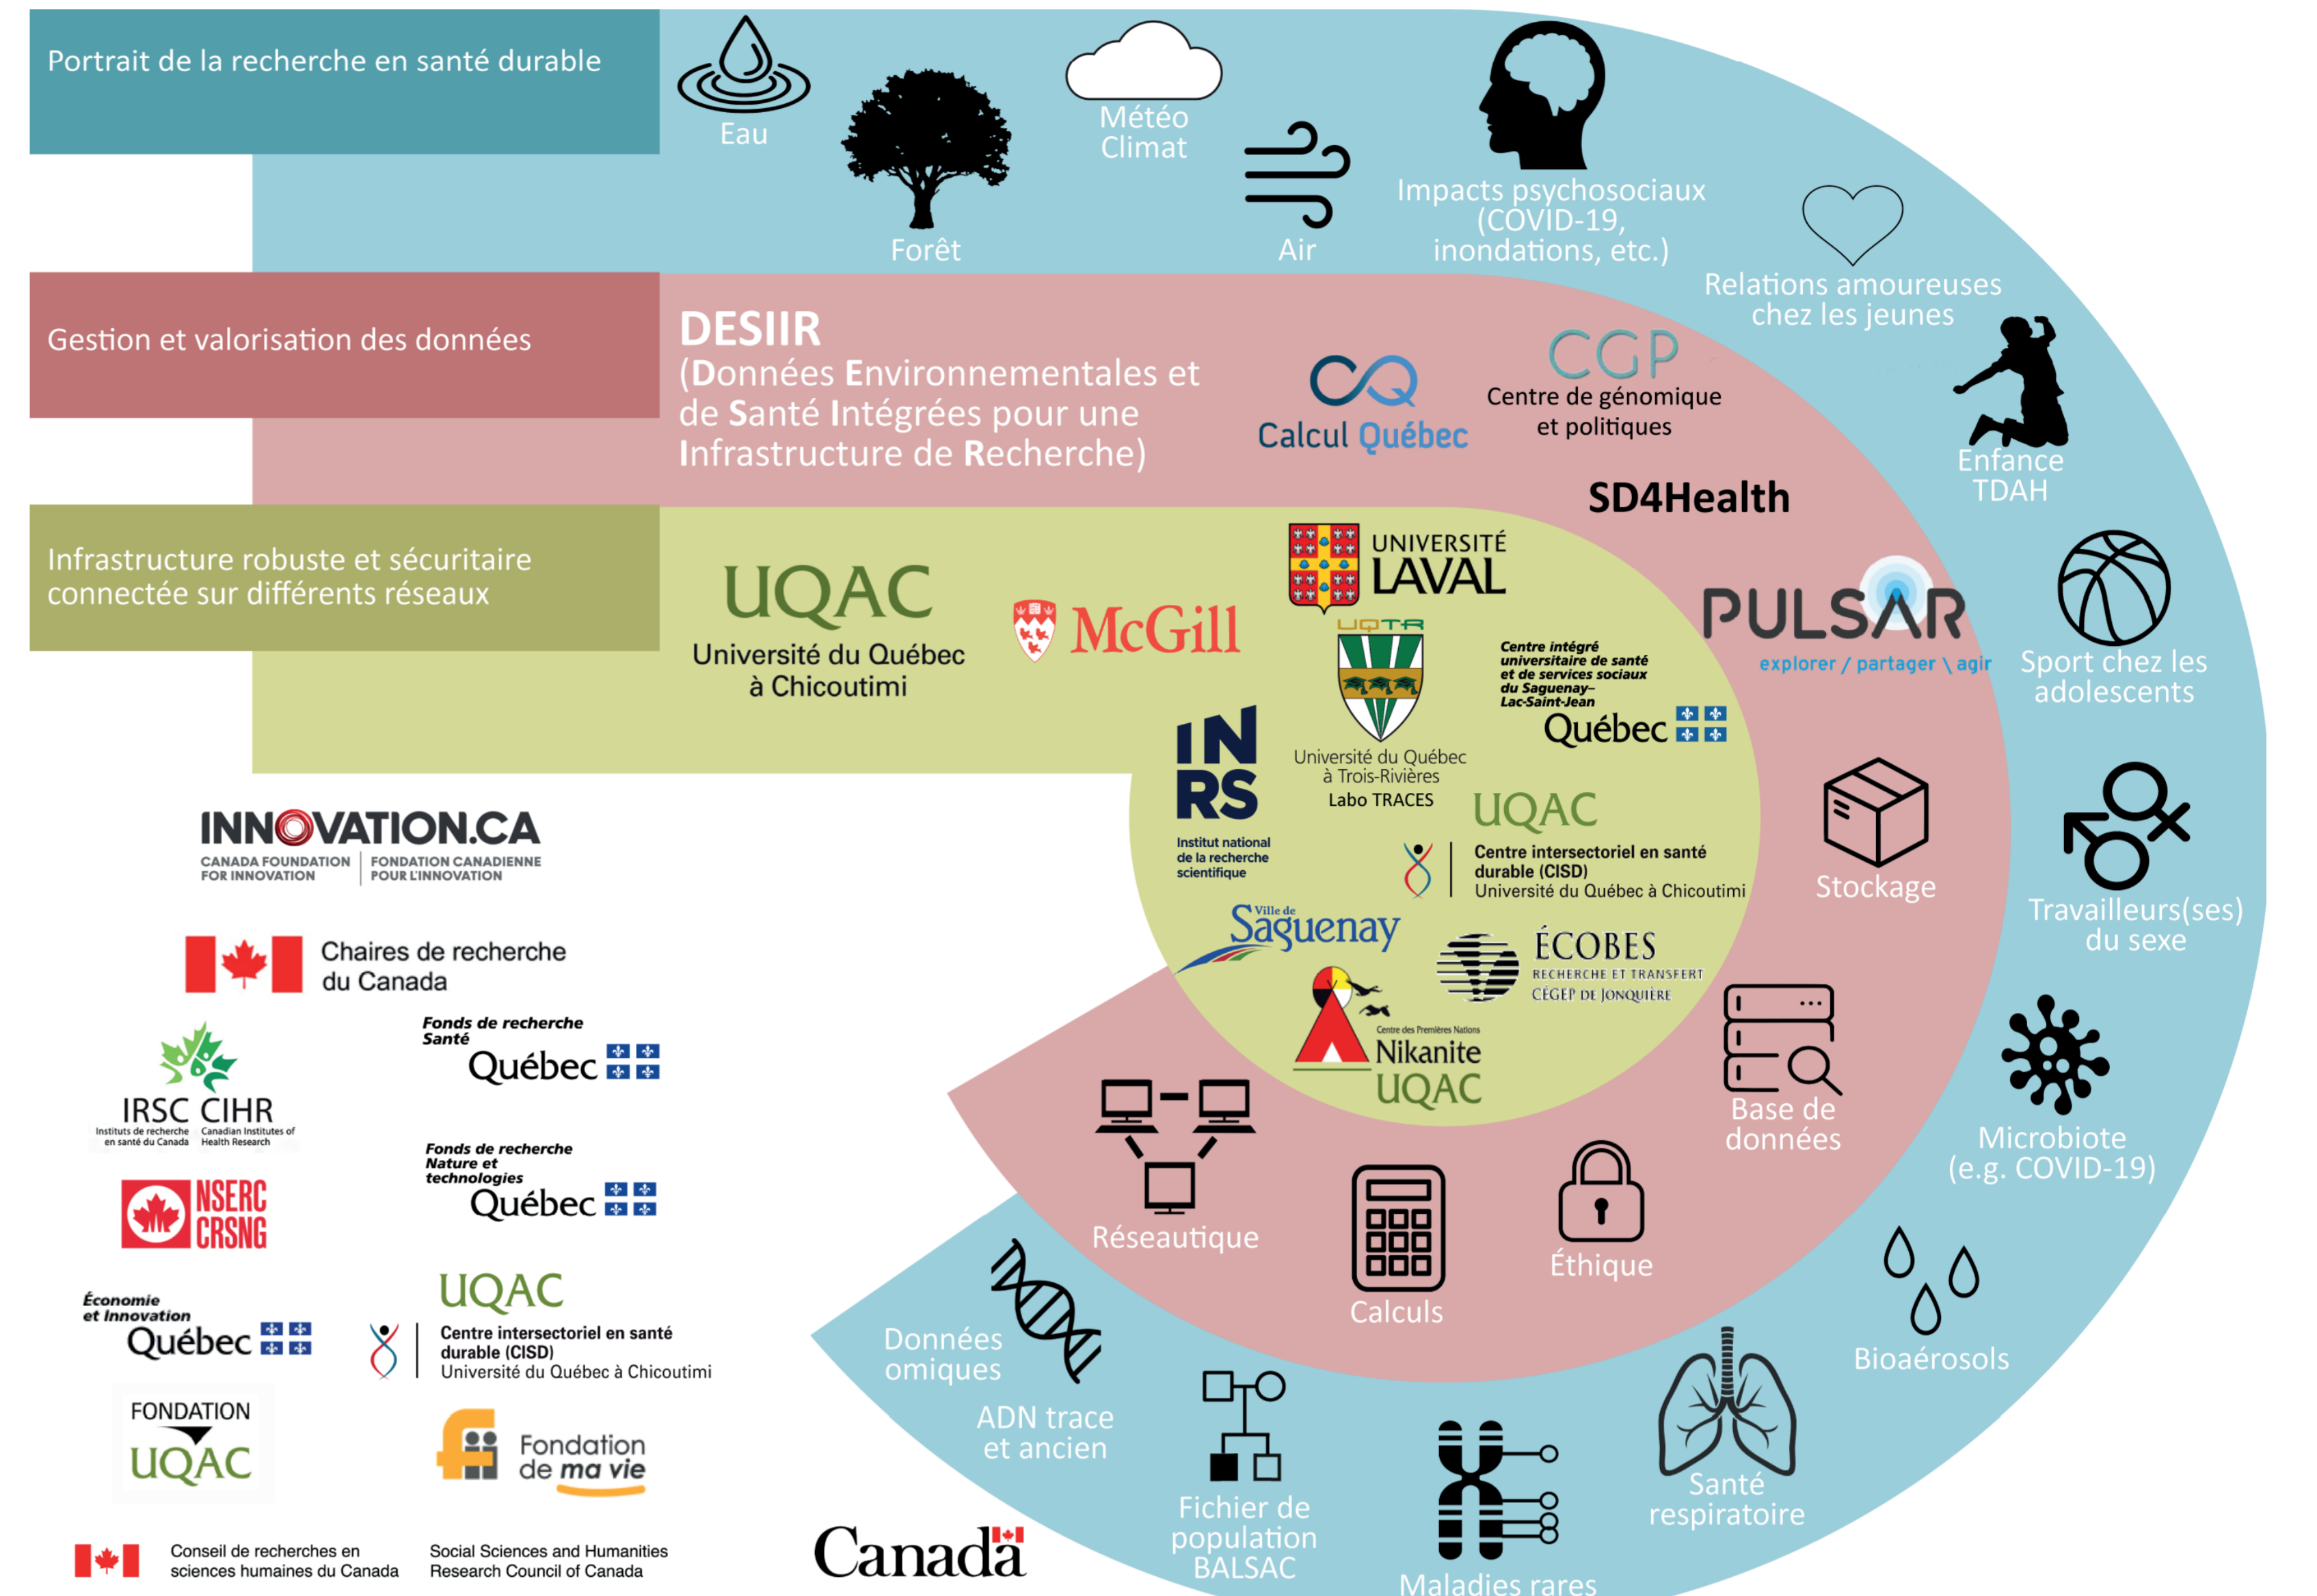 Portrait de la recherche en santé durable
Eau
Forêt
Météo
Climat
Air
Impacts psychosociaux
(COVID-19,
inondations, etc.)
Relations amoureuses
chez les jeunes
Enfance
TDAH
Sport chez les
adolescents
Travailleurs(ses)
du sexe
Microbiote
(e.g. COVID-19)
Bioaérosols
Santé
respiratoire
Maladies rares
Fichier de
population
BALSAC
ADN trace
et ancien
Données
omiques
Gestion et valorisation des données
DESIIR
(Données Environnementales et
de Santé Intégrées pour une
Infrastructure de Recherche)
Calcul Québec
CGP
Centre de génomique
et politiques
SD4Health
PULSAR
explorer / partager \ agir
Stockage
Base de
données
Éthique
Calculs
Réseautique
Infrastructure robuste et sécuritaire
connectée sur différents réseaux
UQAC
Université du Québec
à Chicoutimi
McGill
UNIVERSITÉ
LAVAL
UQTR
Université du Québec
à Trois-Rivières
Labo TRACES
Centre intégré
universitaire de santé
et de services sociaux
du Saguenay–
Lac-Saint-Jean
Québec
INRS
Institut national
de la recherche
scientifique
UQAC
Centre intersectoriel en santé
durable (CISD)
Université du Québec à Chicoutimi
Ville de
Saguenay
ÉCOBES
RECHERCHE ET TRANSFERT
CÉGEP DE JONQUIÈRE
Centre des Premières Nations
Nikanite
UQAC
INNOVATION.CA
CANADA FOUNDATION
FOR INNOVATION
FONDATION CANADIENNE
POUR L'INNOVATION
Chaires de recherche
du Canada
IRSC CIHR
Instituts de recherche
en santé du Canada
Canadian Institutes of
Health Research
Fonds de recherche
Santé
Québec
Fonds de recherche
Nature et
technologies
Québec
NSERC
CRSNG
Économie
et Innovation
Québec
UQAC
Centre intersectoriel en santé
durable (CISD)
Université du Québec à Chicoutimi
FONDATION
UQAC
Fondation
de ma vie
Conseil de recherches en
sciences humaines du Canada
Social Sciences and Humanities
Research Council of Canada
Canada